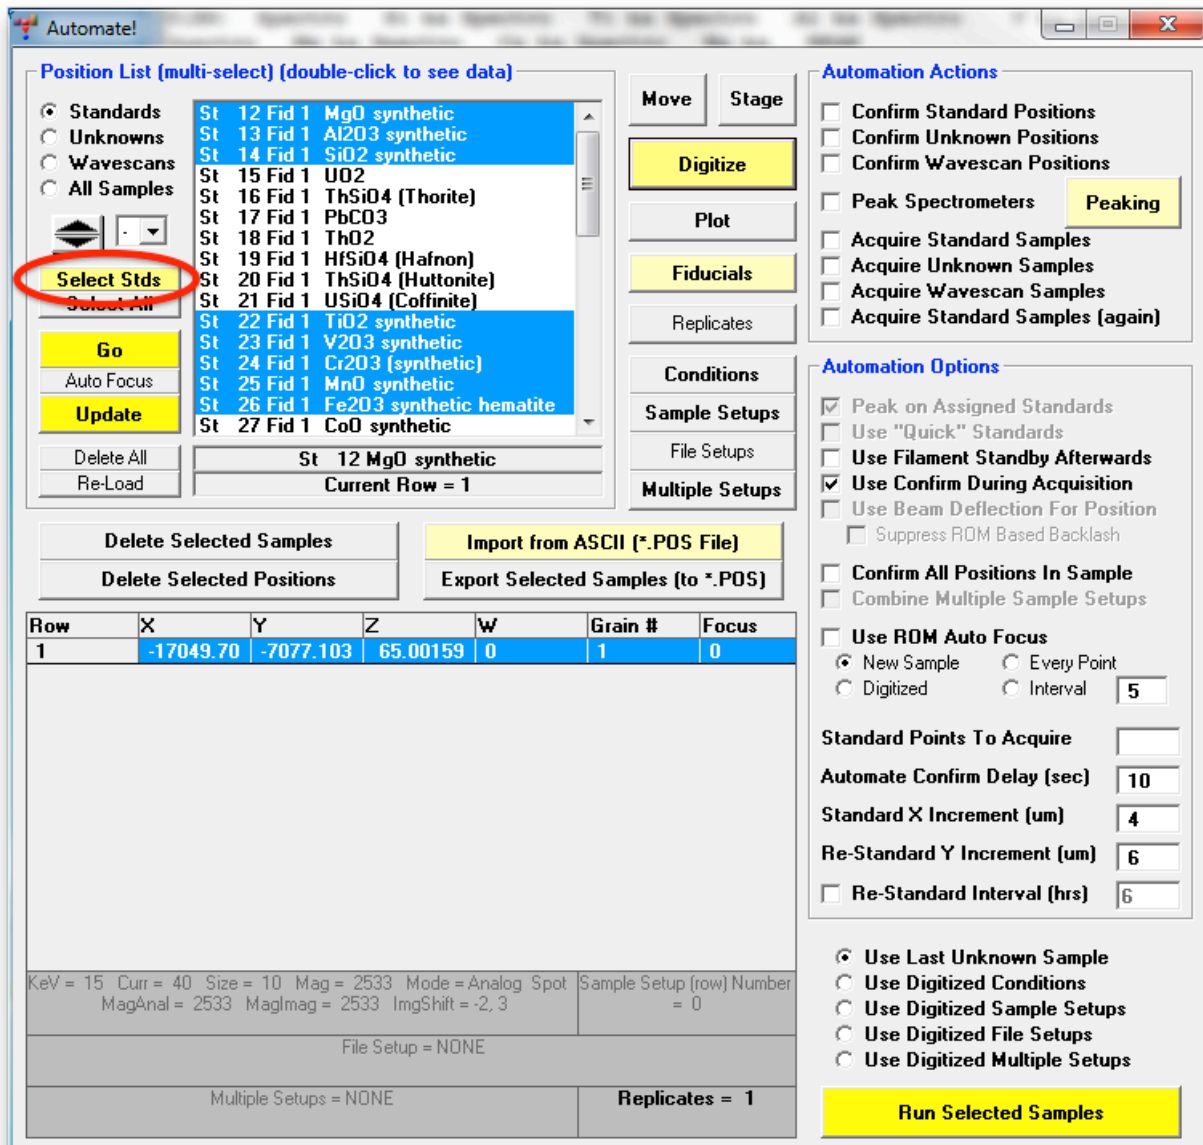 Automate!
Position List (multi-select) (double-click to see data)
Standards
Unknowns
Wavescans
All Samples
-
Select Stds
Select All
Go
Auto Focus
Update
Delete All
Re-Load
St 12 Fid 1 MgO synthetic
St 13 Fid 1 Al2O3 synthetic
St 14 Fid 1 SiO2 synthetic
St 15 Fid 1 UO2
St 16 Fid 1 ThSiO4 (Thorite)
St 17 Fid 1 PbCO3
St 18 Fid 1 ThO2
St 19 Fid 1 HfSiO4 (Hafnon)
St 20 Fid 1 ThSiO4 (Huttonite)
St 21 Fid 1 USiO4 (Coffinite)
St 22 Fid 1 TiO2 synthetic
St 23 Fid 1 V2O3 synthetic
St 24 Fid 1 Cr2O3 (synthetic)
St 25 Fid 1 MnO synthetic
St 26 Fid 1 Fe2O3 synthetic hematite
St 27 Fid 1 CoO synthetic
St 12 MgO synthetic
Current Row = 1
Move
Stage
Digitize
Plot
Fiducials
Replicates
Conditions
Sample Setups
File Setups
Multiple Setups
Delete Selected Samples
Import from ASCII (*.POS File)
Delete Selected Positions
Export Selected Samples (to *.POS)
Row X Y Z W Grain # Focus
1 -17049.70 -7077.103 65.00159 0 1 0
KeV = 15 Curr = 40 Size = 10 Mag = 2533 Mode = Analog Spot
MagAnal = 2533 MagImag = 2533 ImgShift = -2, 3
Sample Setup (row) Number
= 0
File Setup = NONE
Multiple Setups = NONE
Replicates = 1
Automation Actions
Confirm Standard Positions
Confirm Unknown Positions
Confirm Wavescan Positions
Peak Spectrometers
Peaking
Acquire Standard Samples
Acquire Unknown Samples
Acquire Wavescan Samples
Acquire Standard Samples (again)
Automation Options
Peak on Assigned Standards
Use "Quick" Standards
Use Filament Standby Afterwards
Use Confirm During Acquisition
Use Beam Deflection For Position
Suppress ROM Based Backlash
Confirm All Positions In Sample
Combine Multiple Sample Setups
Use ROM Auto Focus
New Sample Every Point
Digitized Interval 5
Standard Points To Acquire
Automate Confirm Delay (sec) 10
Standard X Increment (um) 4
Re-Standard Y Increment (um) 6
Re-Standard Interval (hrs) 6
Use Last Unknown Sample
Use Digitized Conditions
Use Digitized Sample Setups
Use Digitized File Setups
Use Digitized Multiple Setups
Run Selected Samples